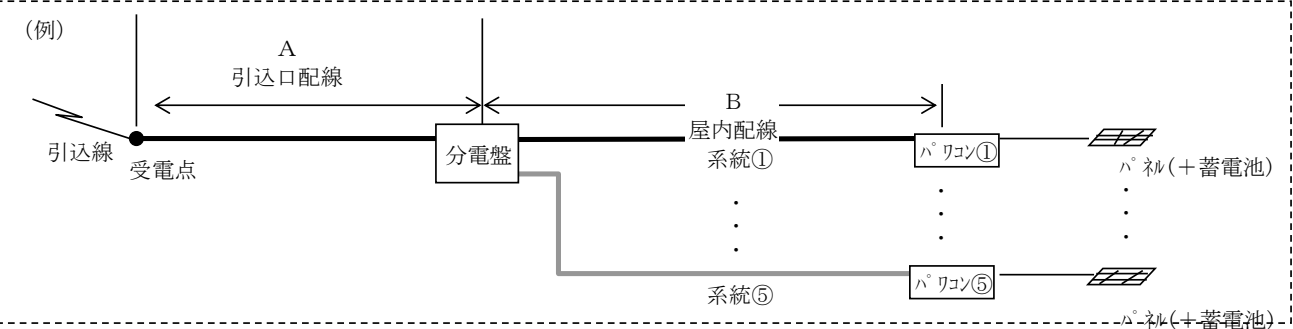 (例)
A
引込口配線
B
屋内配線
系統①
引込線
受電点
分電盤
パワコン①
パネル(+蓄電池)
系統⑤
パワコン⑤
パネル(+蓄電池)